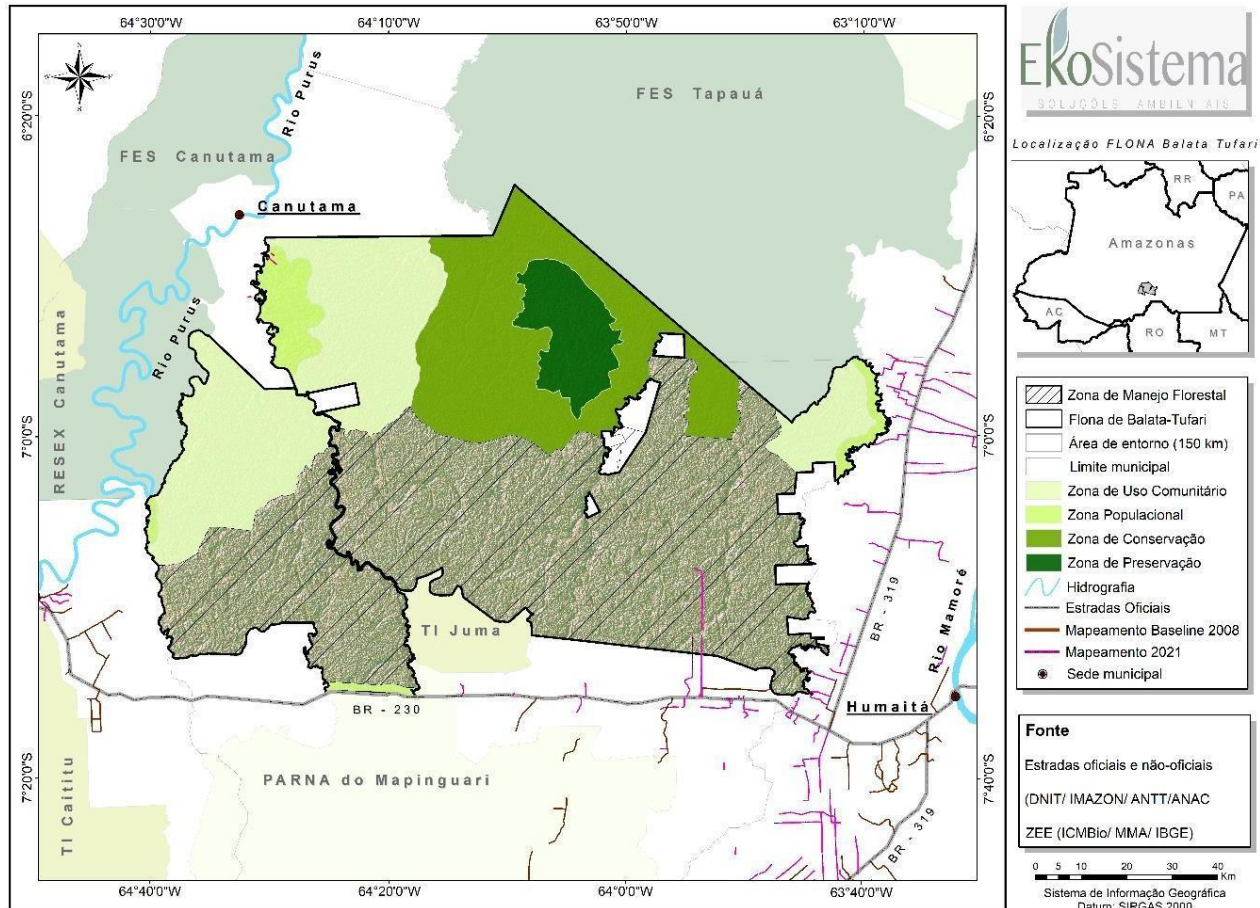 64°30'0"W
64°10'0"W
63°50'0"W
63°10'0"W
6°20'0"S
7°0'0"S
7°20'0"S
6°20'0"S
7°0'0"S
7°40'0"S
64°40'0"W
64°20'0"W
64°0'0"W
63°40'0"W
Rio Purus
FES Tapauá
FES Canutama
Canutama
Rio Purus
RESEX Canutama
TI Juma
BR - 319
Rio Mamoré
Humaitá
BR - 230
PARNA do Mapinguari
TI Caititu
BR - 319
EkoSistema
SOLUÇÕES AMBIENTAIS
Localização FLONA Balata Tufari
RR
PA
Amazonas
AC
RO
MT
Zona de Manejo Florestal
Flona de Balata-Tufari
Área de entorno (150 km)
Limite municipal
Zona de Uso Comunitário
Zona Populacional
Zona de Conservação
Zona de Preservação
Hidrografia
Estradas Oficiais
Mapeamento Baseline 2008
Mapeamento 2021
Sede municipal
Fonte
Estradas oficiais e não-oficiais
(DNIT/ IMAZON/ ANTT/ANAC
ZEE (ICMBio/ MMA/ IBGE)
0 5 10 20 30 40
Km
Sistema de Informação Geográfica
Datum: SIRGAS 2000